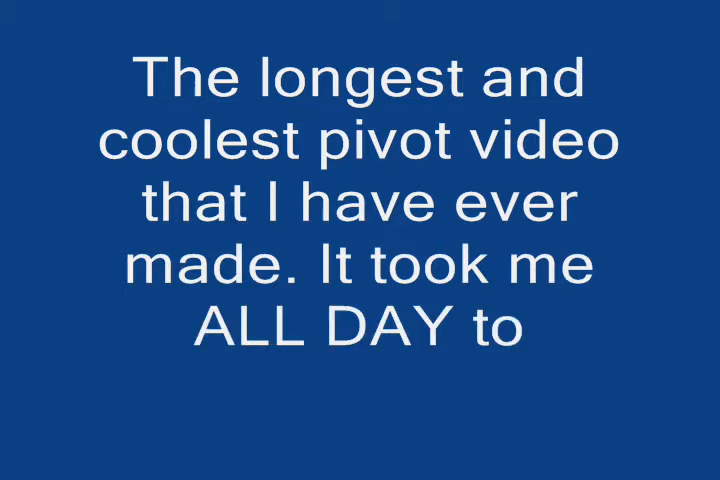 The longest and
coolest pivot video
that I have ever
made. It took me
ALL DAY to